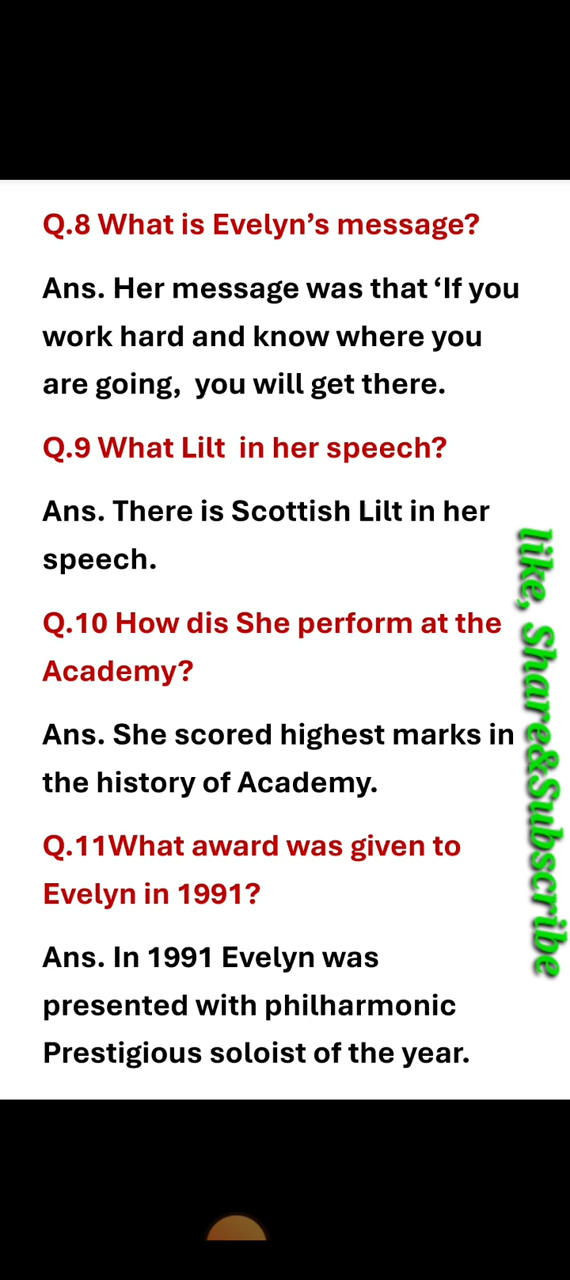 Q.8 What is Evelyn’s message?
Ans. Her message was that ‘If you
work hard and know where you
are going,  you will get there.
Q.9 What Lilt  in her speech?
Ans. There is Scottish Lilt in her
speech.
Q.10 How dis She perform at the
Academy?
Ans. She scored highest marks in
the history of Academy.
Q.11What award was given to
Evelyn in 1991?
Ans. In 1991 Evelyn was
presented with philharmonic
Prestigious soloist of the year.
like, Share&Subscribe